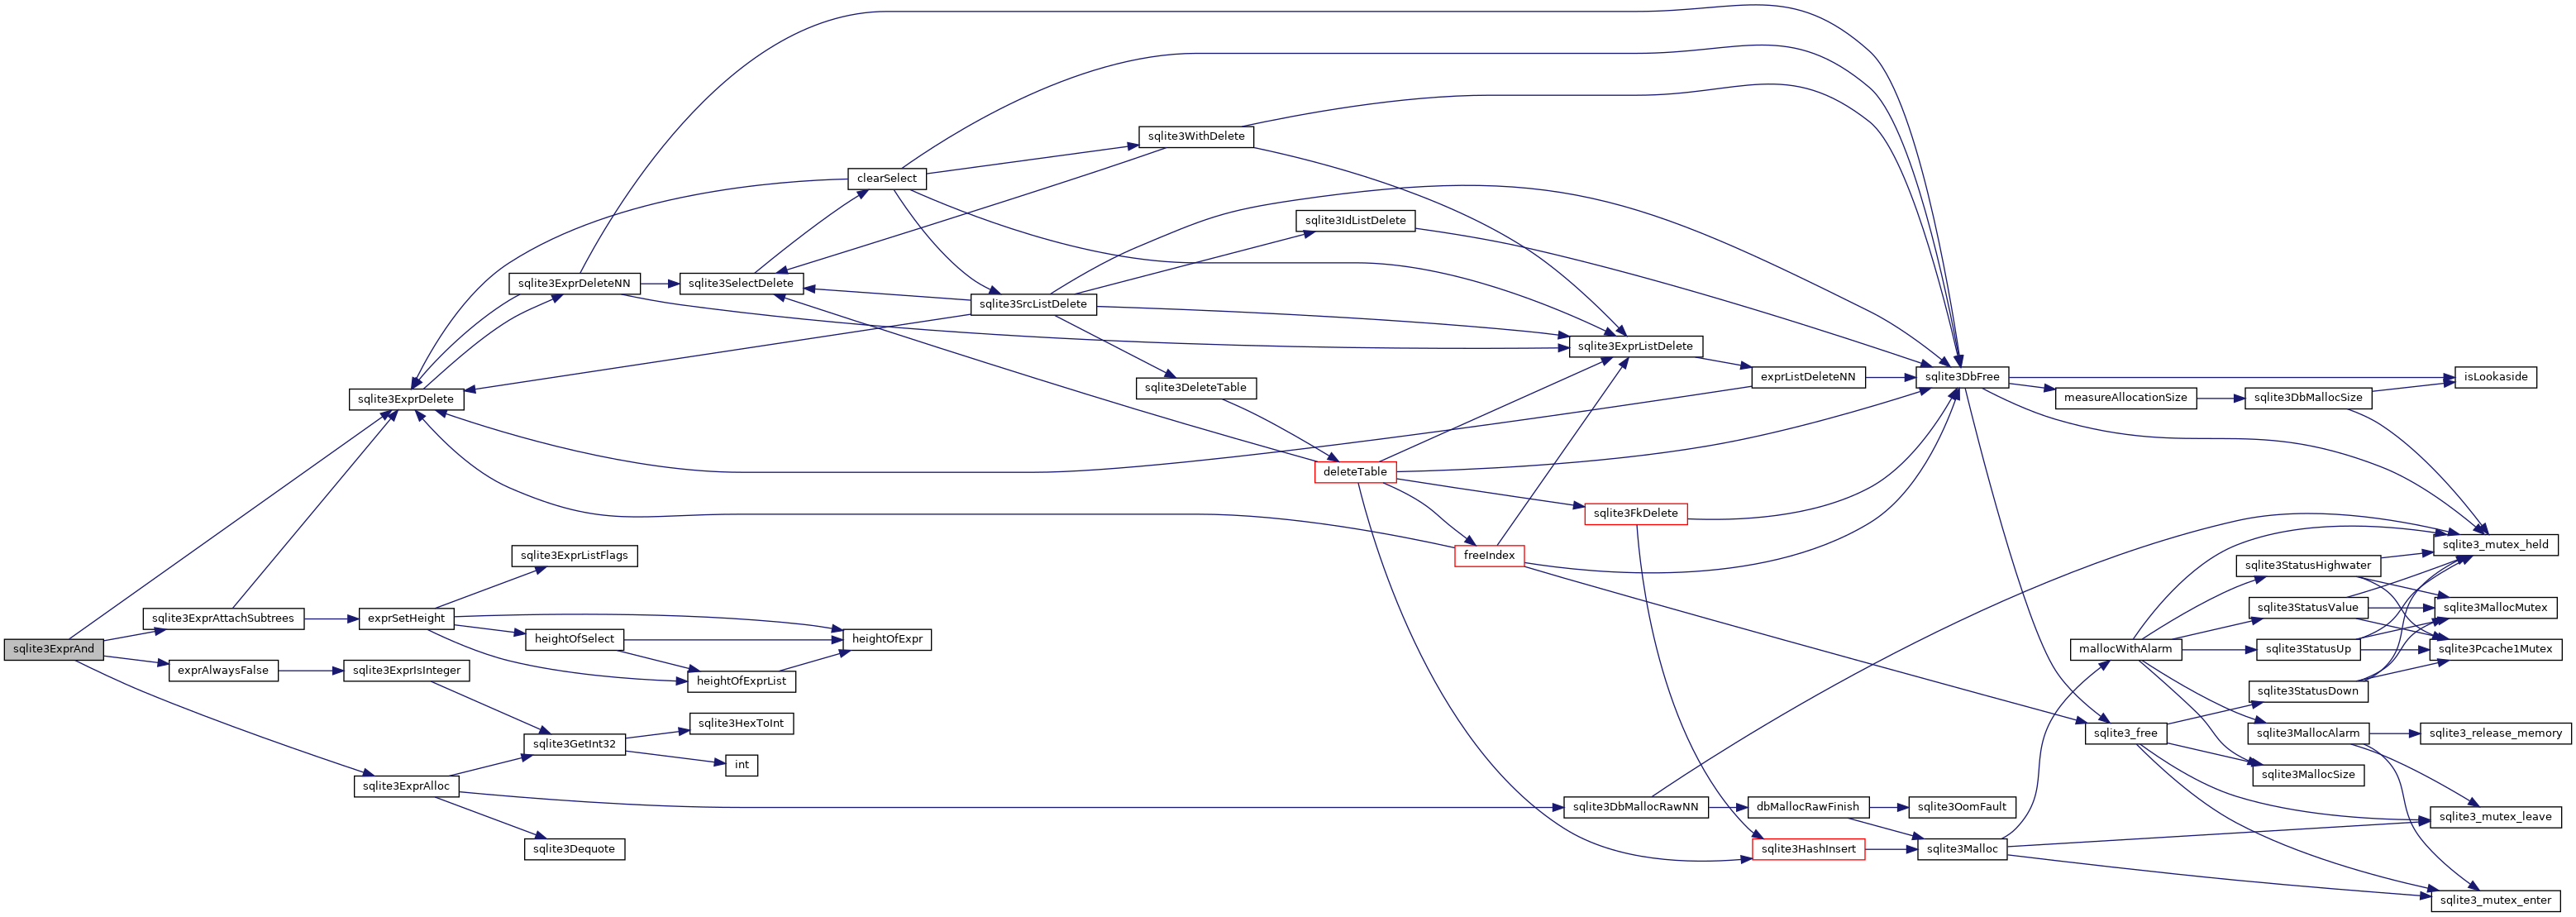 sqlite3WithDelete
clearSelect
sqlite3IdListDelete
sqlite3ExprDeleteNN
sqlite3SelectDelete
sqlite3SrcListDelete
sqlite3ExprListDelete
exprListDeleteNN
sqlite3DbFree
isLookaside
sqlite3DeleteTable
sqlite3ExprDelete
measureAllocationSize
sqlite3DbMallocSize
deleteTable
sqlite3FkDelete
sqlite3_mutex_held
sqlite3ExprListFlags
freeIndex
sqlite3StatusHighwater
sqlite3StatusValue
sqlite3MallocMutex
sqlite3ExprAttachSubtrees
exprSetHeight
heightOfSelect
heightOfExpr
sqlite3ExprAnd
mallocWithAlarm
sqlite3StatusUp
sqlite3Pcache1Mutex
exprAlwaysFalse
sqlite3ExprIsInteger
heightOfExprList
sqlite3StatusDown
sqlite3HexToInt
sqlite3_free
sqlite3MallocAlarm
sqlite3_release_memory
sqlite3GetInt32
int
sqlite3MallocSize
sqlite3ExprAlloc
sqlite3DbMallocRawNN
dbMallocRawFinish
sqlite3OomFault
sqlite3_mutex_leave
sqlite3Dequote
sqlite3HashInsert
sqlite3Malloc
sqlite3_mutex_enter